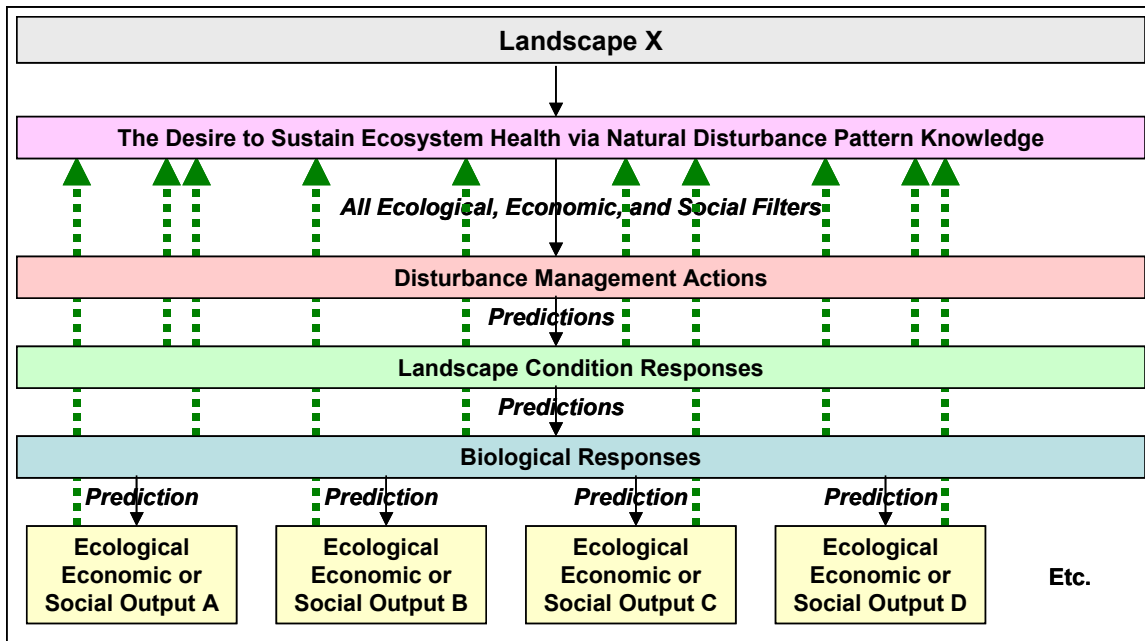 Landscape X
The Desire to Sustain Ecosystem Health via Natural Disturbance Pattern Knowledge
All Ecological, Economic, and Social Filters
Disturbance Management Actions
Predictions
Landscape Condition Responses
Predictions
Biological Responses
Prediction
Prediction
Prediction
Prediction
Ecological
Economic or
Social Output A
Ecological
Economic or
Social Output B
Ecological
Economic or
Social Output C
Ecological
Economic or
Social Output D
Etc.